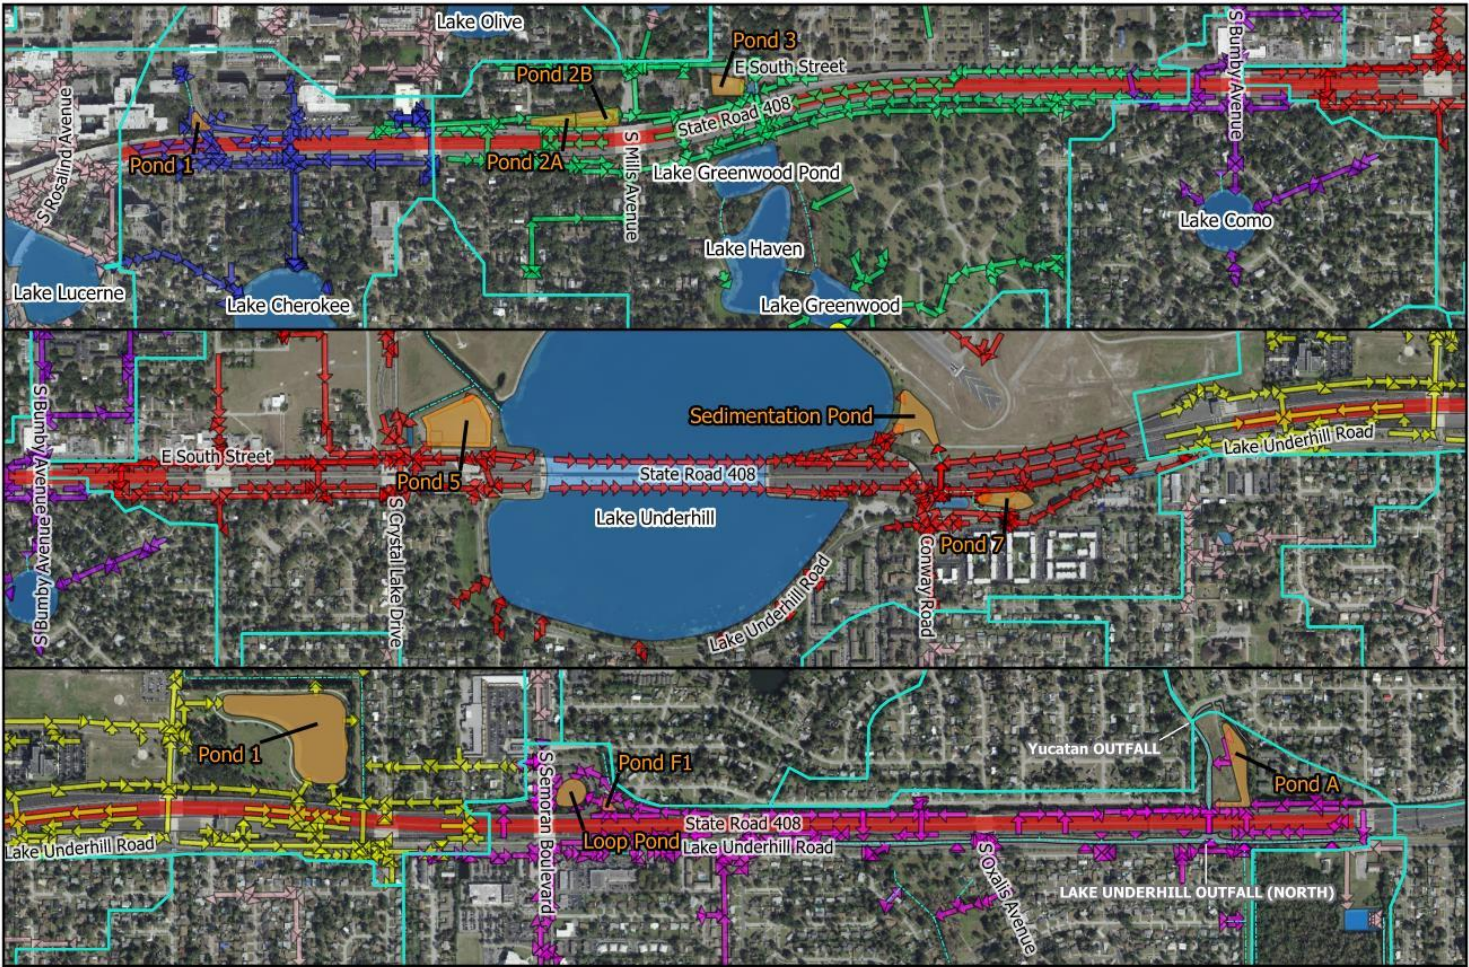 Lake Olive
Pond 3
E South Street
Pond 2B
State Road 408
S Rosalind Avenue
Pond 1
Pond 2A
S Mills Avenue
Lake Greenwood Pond
S Bumby Avenue
Lake Como
Lake Haven
Lake Lucerne
Lake Cherokee
Lake Greenwood
S Bumby Avenue
S Bumby Avenue
E South Street
Sedimentation Pond
Lake Underhill Road
Pond 5
State Road 408
S Crystal Lake Drive
Lake Underhill
Pond 7
Conway Road
Lake Underhill Road
Pond 1
Yucatan OUTFALL
Pond F1
Pond A
S Semoran Boulevard
State Road 408
Loop Pond
Lake Underhill Road
Lake Underhill Road
S Oxalis Avenue
LAKE UNDERHILL OUTFALL (NORTH)